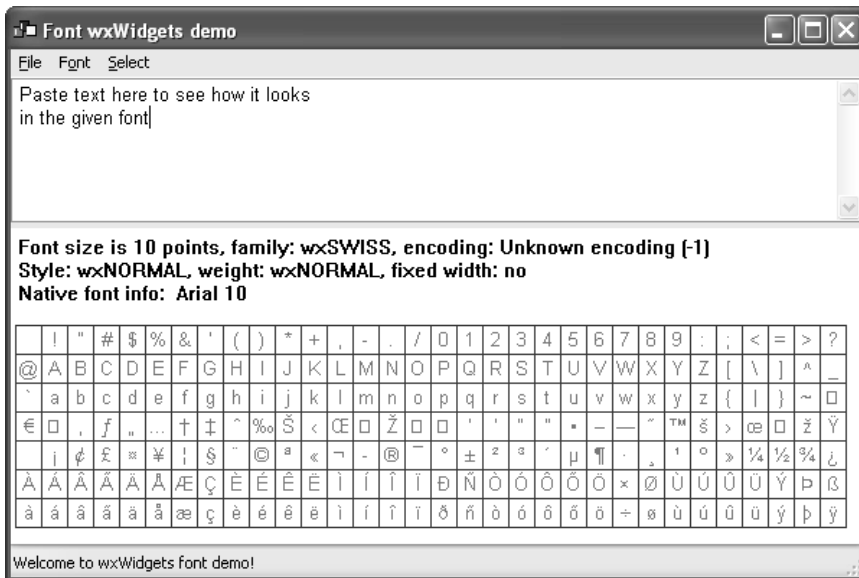 Font wxWidgets demo
File Font Select
Paste text here to see how it looks
in the given font
Font size is 10 points, family: wxSWISS, encoding: Unknown encoding (-1)
Style: wxNORMAL, weight: wxNORMAL, fixed width: no
Native font info: Arial 10
! " # $ % & ' ( ) * + , - . / 0 1 2 3 4 5 6 7 8 9 : ; < = > ?
@ A B C D E F G H I J K L M N O P Q R S T U V W X Y Z [ \ ] ^ _
` a b c d e f g h i j k l m n o p q r s t u v w x y z { | } ~ □
€ □ ‚ ƒ „ … † ‡ ˆ ‰ Š ‹ Œ □ Ž □ □ ' ' " " • – — ˜ ™ š › œ □ ž Ÿ
¡ ¢ £ ¤ ¥ ¦ § ¨ © ª « ¬ - ® ¯ ° ± ² ³ ´ µ ¶ · ¸ ¹ º » ¼ ½ ¾ ¿
À Á Â Ã Ä Å Æ Ç È É Ê Ë Ì Í Î Ï Ð Ñ Ò Ó Ô Õ Ö × Ø Ù Ú Û Ü Ý Þ ß
à á â ã ä å æ ç è é ê ë ì í î ï ð ñ ò ó ô õ ö ÷ ø ù ú û ü ý þ ÿ
Welcome to wxWidgets font demo!